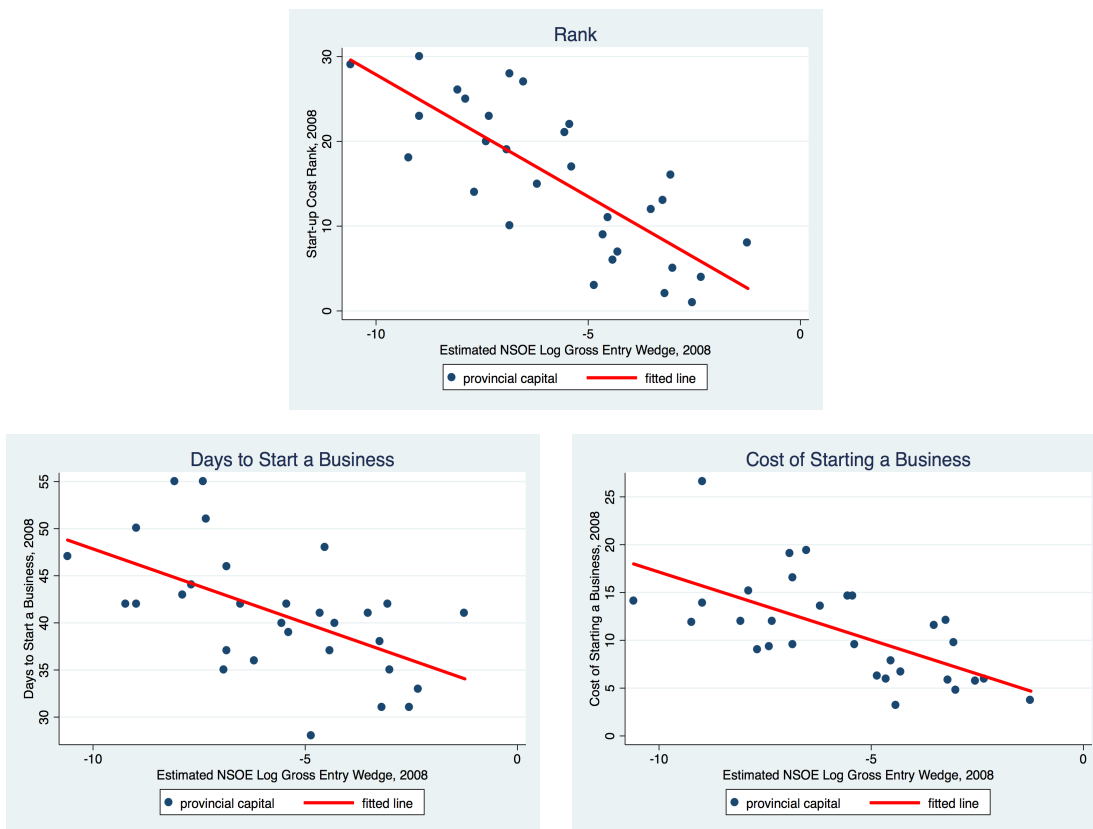 Rank
Start-up Cost Rank, 2008
30
20
10
0
-10 -5 0
Estimated NSOE Log Gross Entry Wedge, 2008
provincial capital fitted line
Days to Start a Business
Days to Start a Business, 2008
55
50
45
40
35
30
-10 -5 0
Estimated NSOE Log Gross Entry Wedge, 2008
provincial capital fitted line
Cost of Starting a Business
Cost of Starting a Business, 2008
25
20
15
10
5
0
-10 -5 0
Estimated NSOE Log Gross Entry Wedge, 2008
provincial capital fitted line